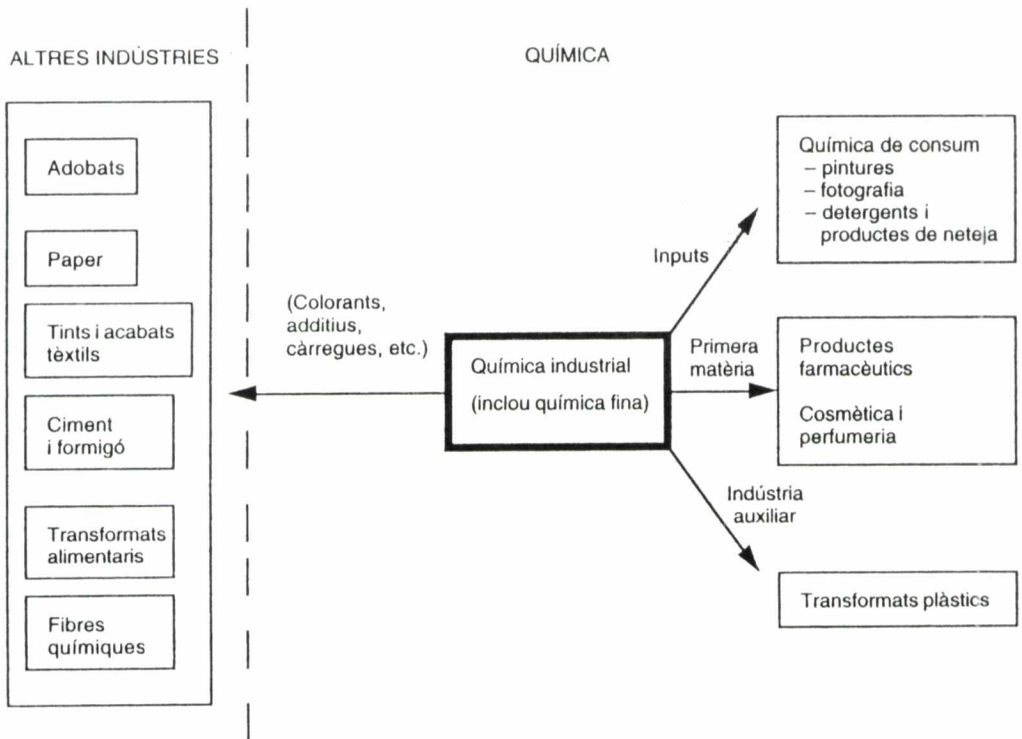 ALTRES INDÚSTRIES
QUÍMICA
Adobats
Paper
Tints i acabats
tèxtils
Ciment
i formigó
Transformats
alimentaris
Fibres
químiques
(Colorants,
additius,
càrregues, etc.)
Química industrial
(inclou química fina)
Inputs
Primera
matèria
Indústria
auxiliar
Química de consum
– pintures
– fotografia
– detergents i
productes de neteja
Productes
farmacèutics
Cosmètica i
perfumeria
Transformats plàstics